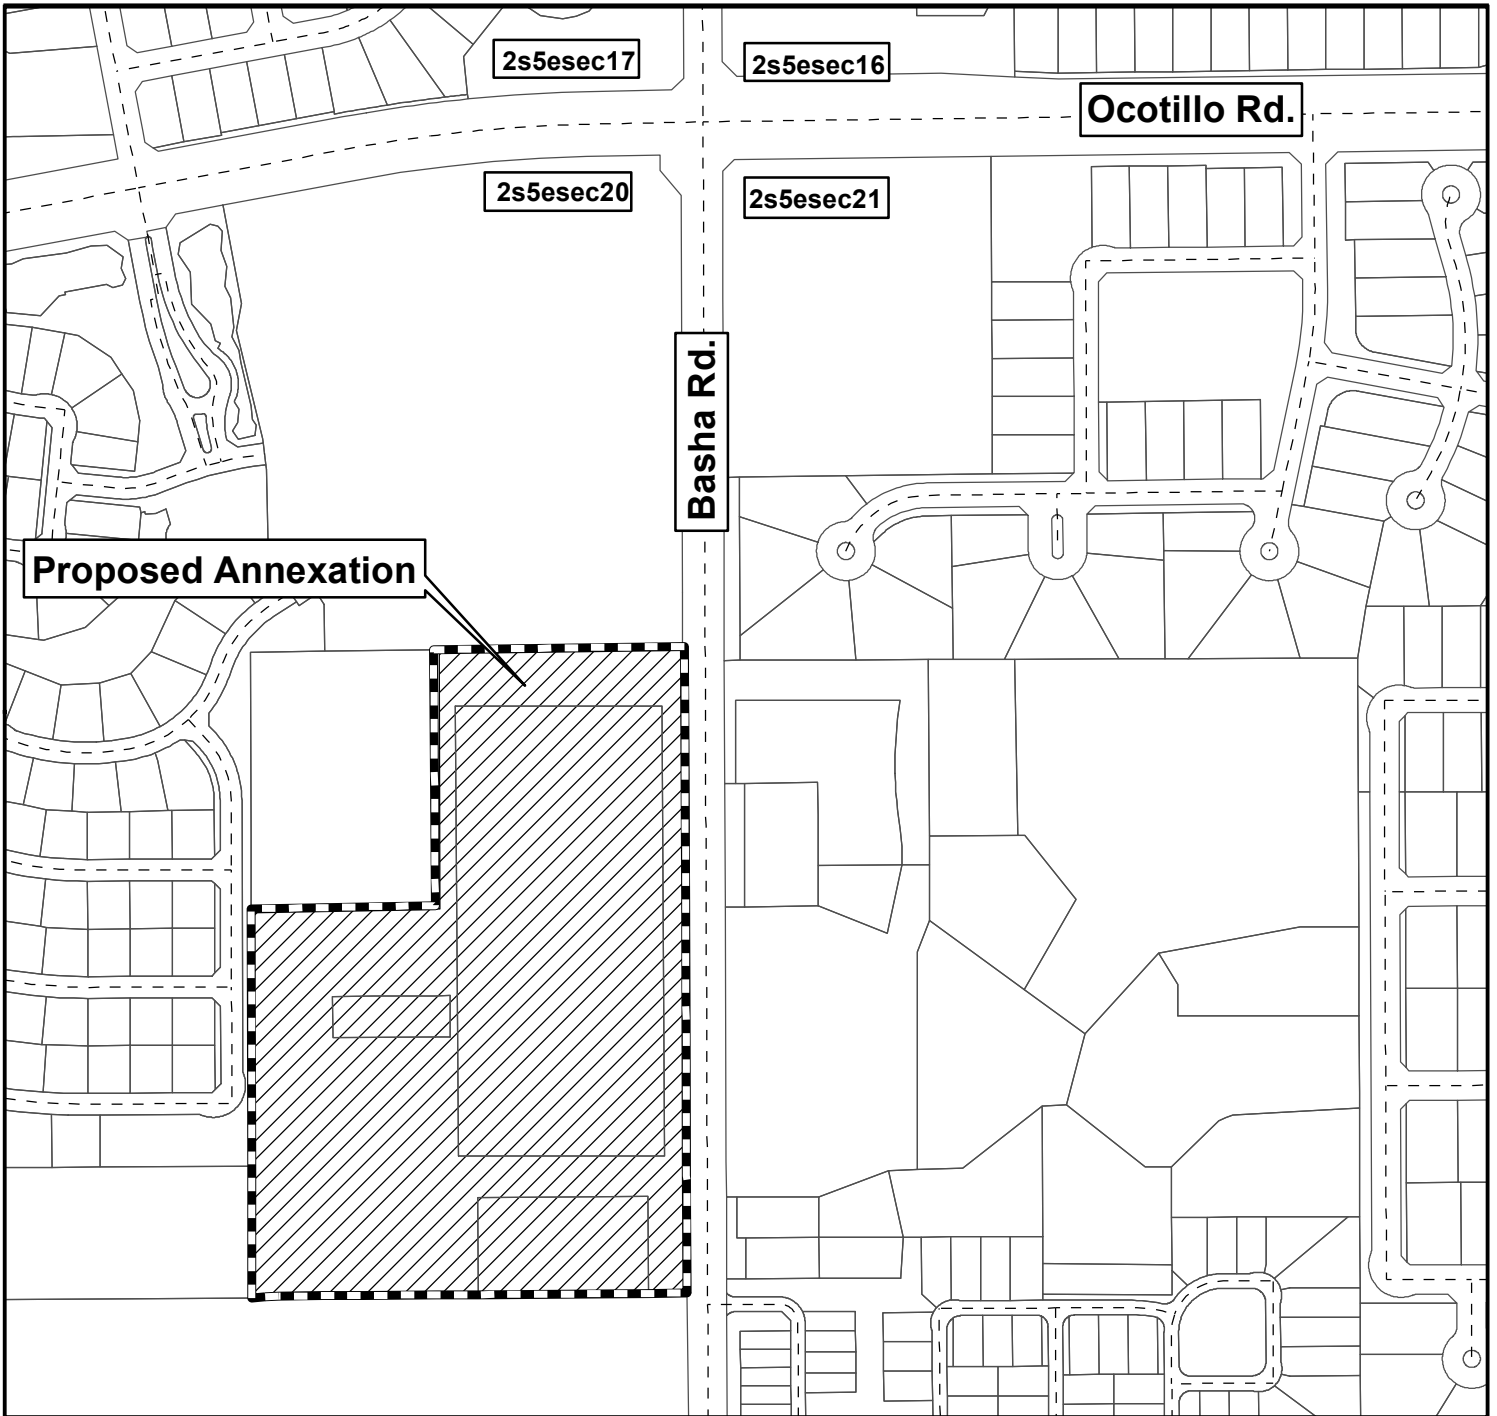 2s5esec17
2s5esec16
Ocotillo Rd.
2s5esec20
2s5esec21
Basha Rd.
Proposed Annexation